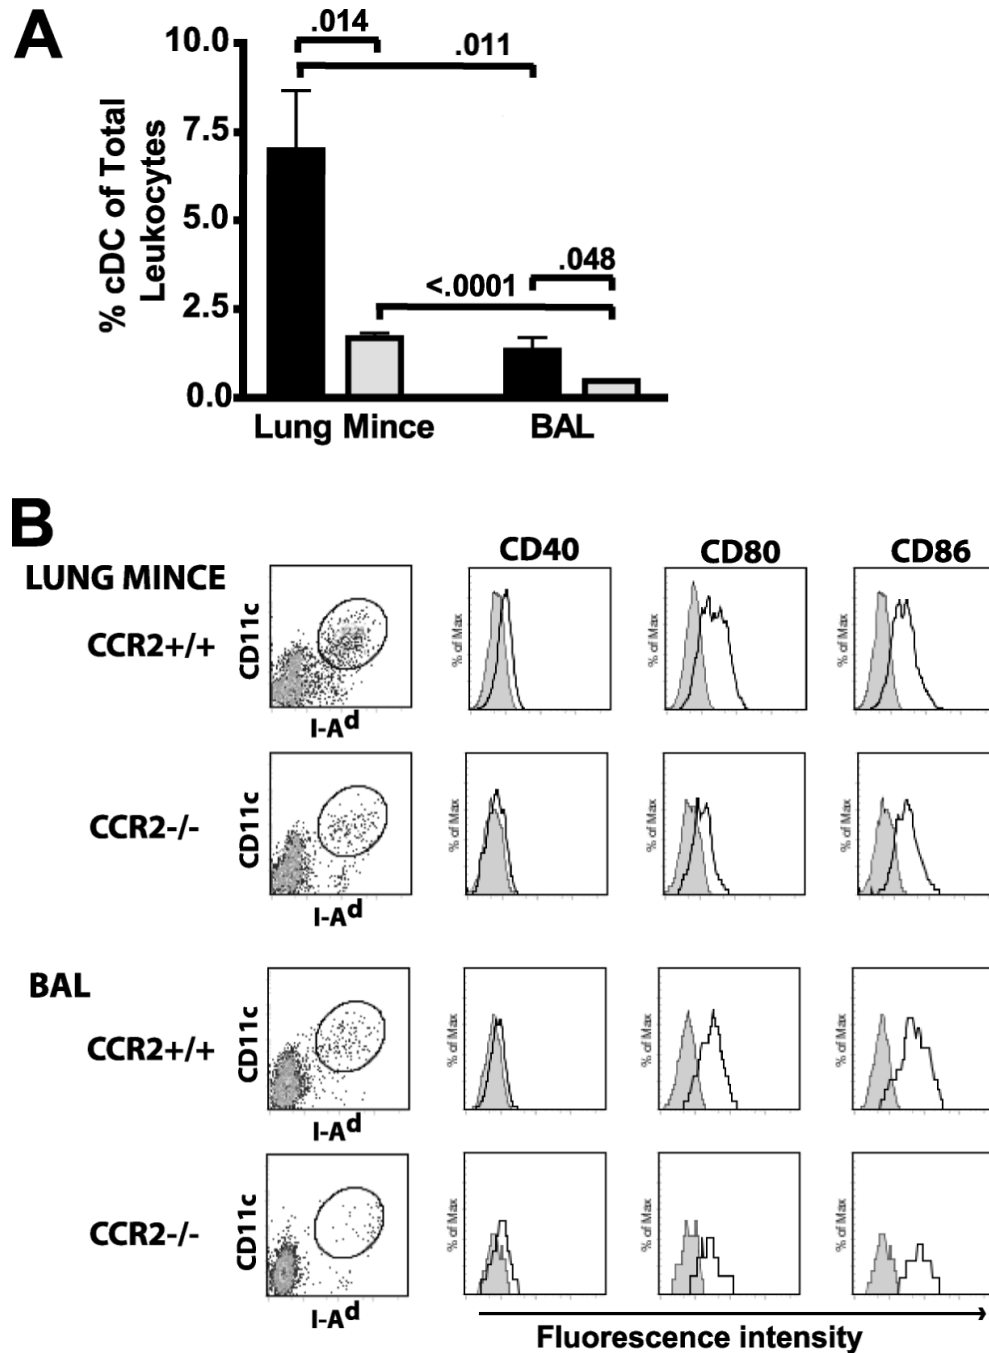 A
.014
10.0
.011
7.5
% cDC of Total
Leukocytes
5.0
.048
<.0001
2.5
0.0
Lung Mince BAL
B
CD40 CD80 CD86
LUNG MINCE
CCR2+/+
CD11c
% of Max
% of Max
% of Max
I-Ad
CCR2-/-
CD11c
% of Max
% of Max
% of Max
I-Ad
BAL
CCR2+/+
CD11c
% of Max
% of Max
% of Max
I-Ad
CCR2-/-
CD11c
% of Max
% of Max
% of Max
I-Ad
Fluorescence intensity